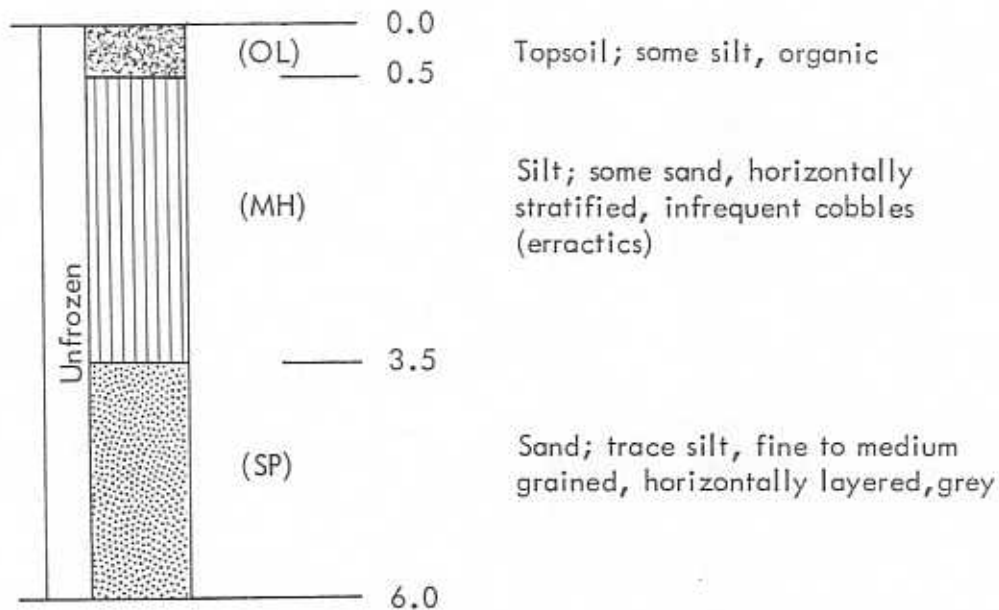 0.0
(OL)
Topsoil; some silt, organic
0.5
Silt; some sand, horizontally
(MH)
stratified, infrequent cobbles
(erractics)
Unfrozen
3.5
Sand; trace silt, fine to medium
(SP)
grained, horizontally layered,grey
6.0